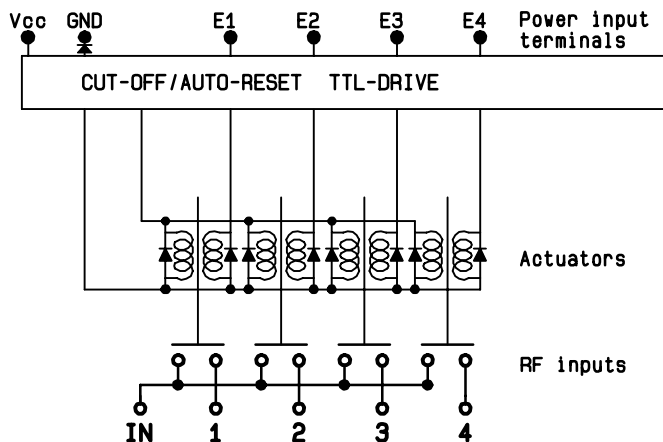 Vcc GND E1 E2 E3 E4 Power input
terminals
CUT-OFF/AUTO-RESET TTL-DRIVE
Actuators
RF inputs
IN 1 2 3 4